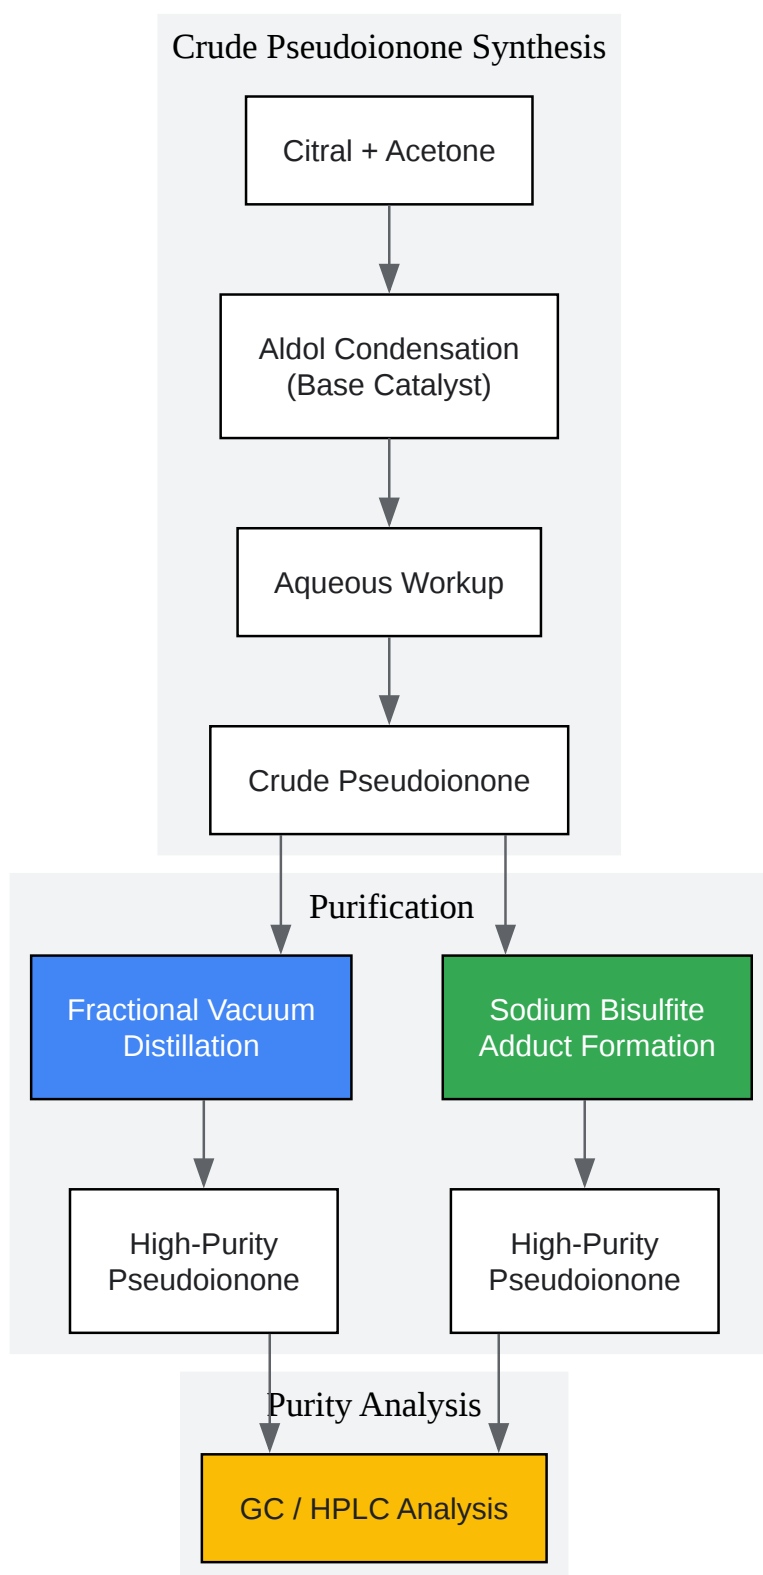 Crude Pseudoionone Synthesis
Citral + Acetone
Aldol Condensation
(Base Catalyst)
Aqueous Workup
Crude Pseudoionone
Purification
Fractional Vacuum
Distillation
Sodium Bisulfite
Adduct Formation
High-Purity
Pseudoionone
High-Purity
Pseudoionone
Purity Analysis
GC / HPLC Analysis